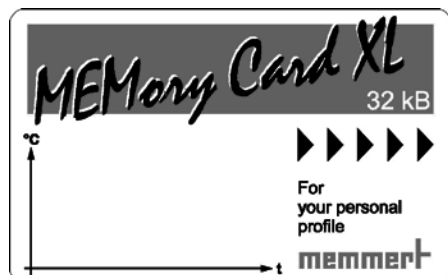 MEMory Card XL
32 kB
°C
For
your personal
profile
t
memmert